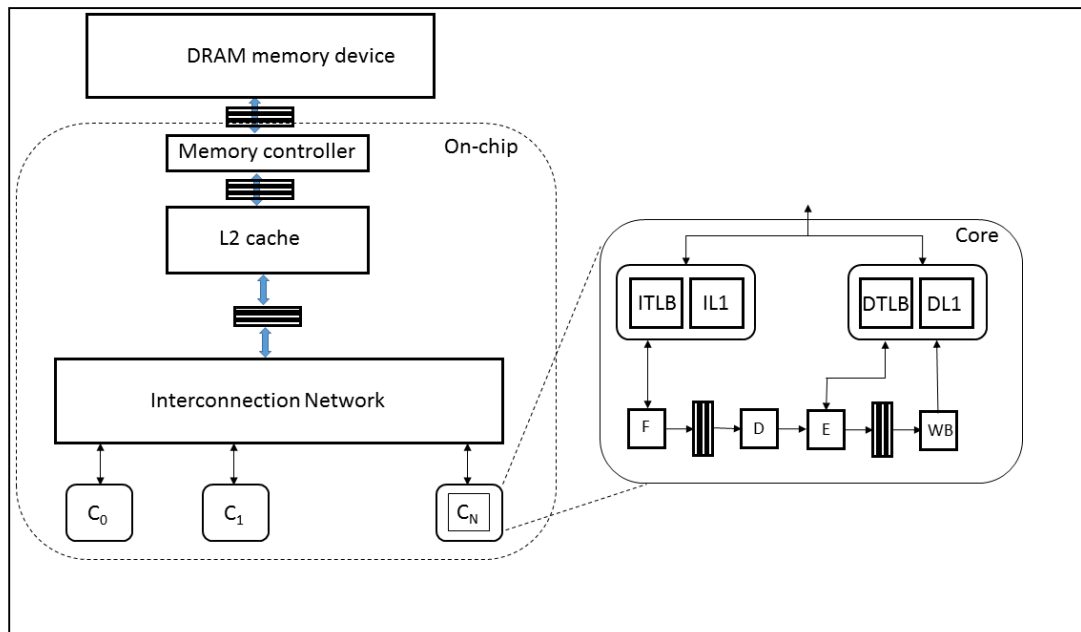 DRAM memory device
Memory controller
On-chip
L2 cache
Interconnection Network
C0
C1
CN
Core
ITLB
IL1
DTLB
DL1
F
D
E
WB